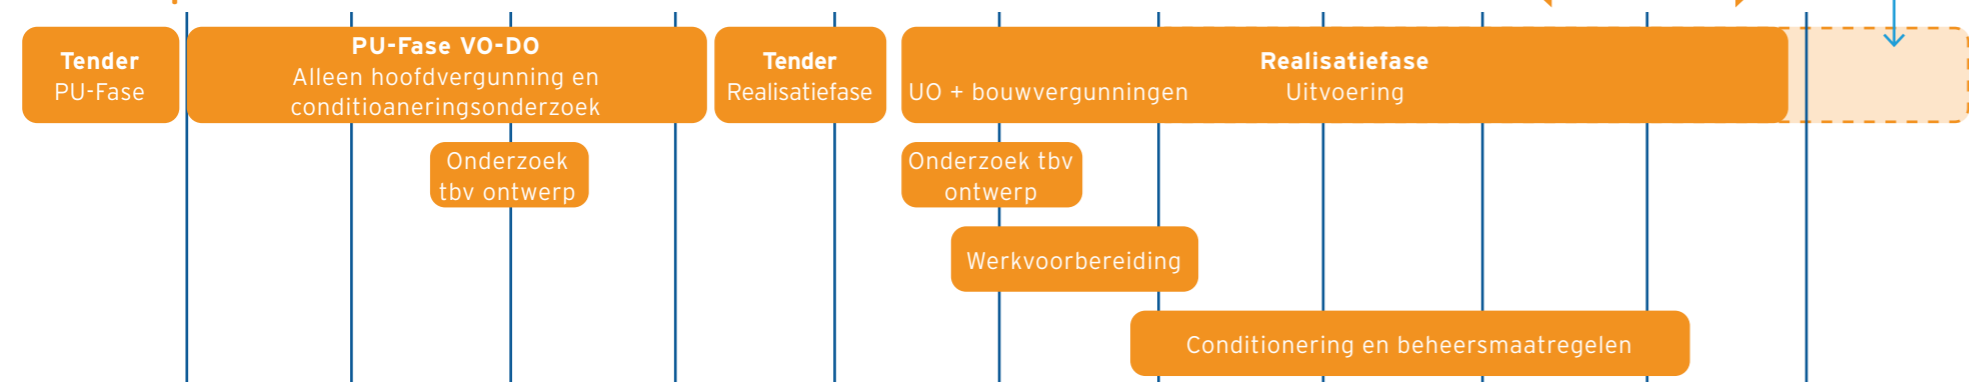 Tender
PU-Fase
PU-Fase VO-DO
Alleen hoofdvergunning en
conditioaneringsonderzoek
Tender
Realisatiefase
Realisatiefase
UO + bouwvergunningen
Uitvoering
Onderzoek
tbv ontwerp
Onderzoek tbv
ontwerp
Werkvoorbereiding
Conditionering en beheersmaatregelen